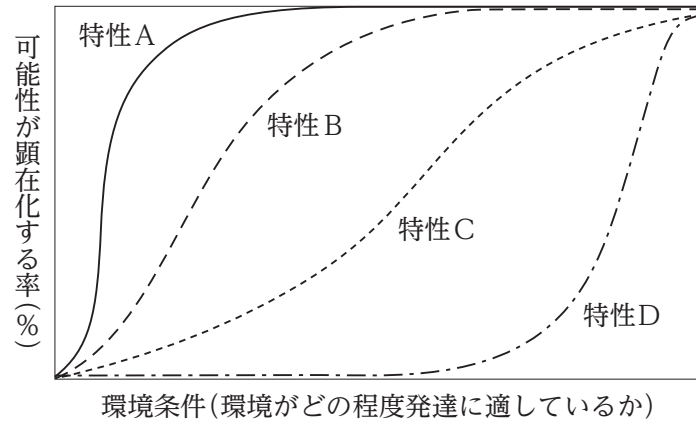 特性A
特性B
特性C
特性D
可能性が顕在化する率(%)
環境条件(環境がどの程度発達に適しているか)